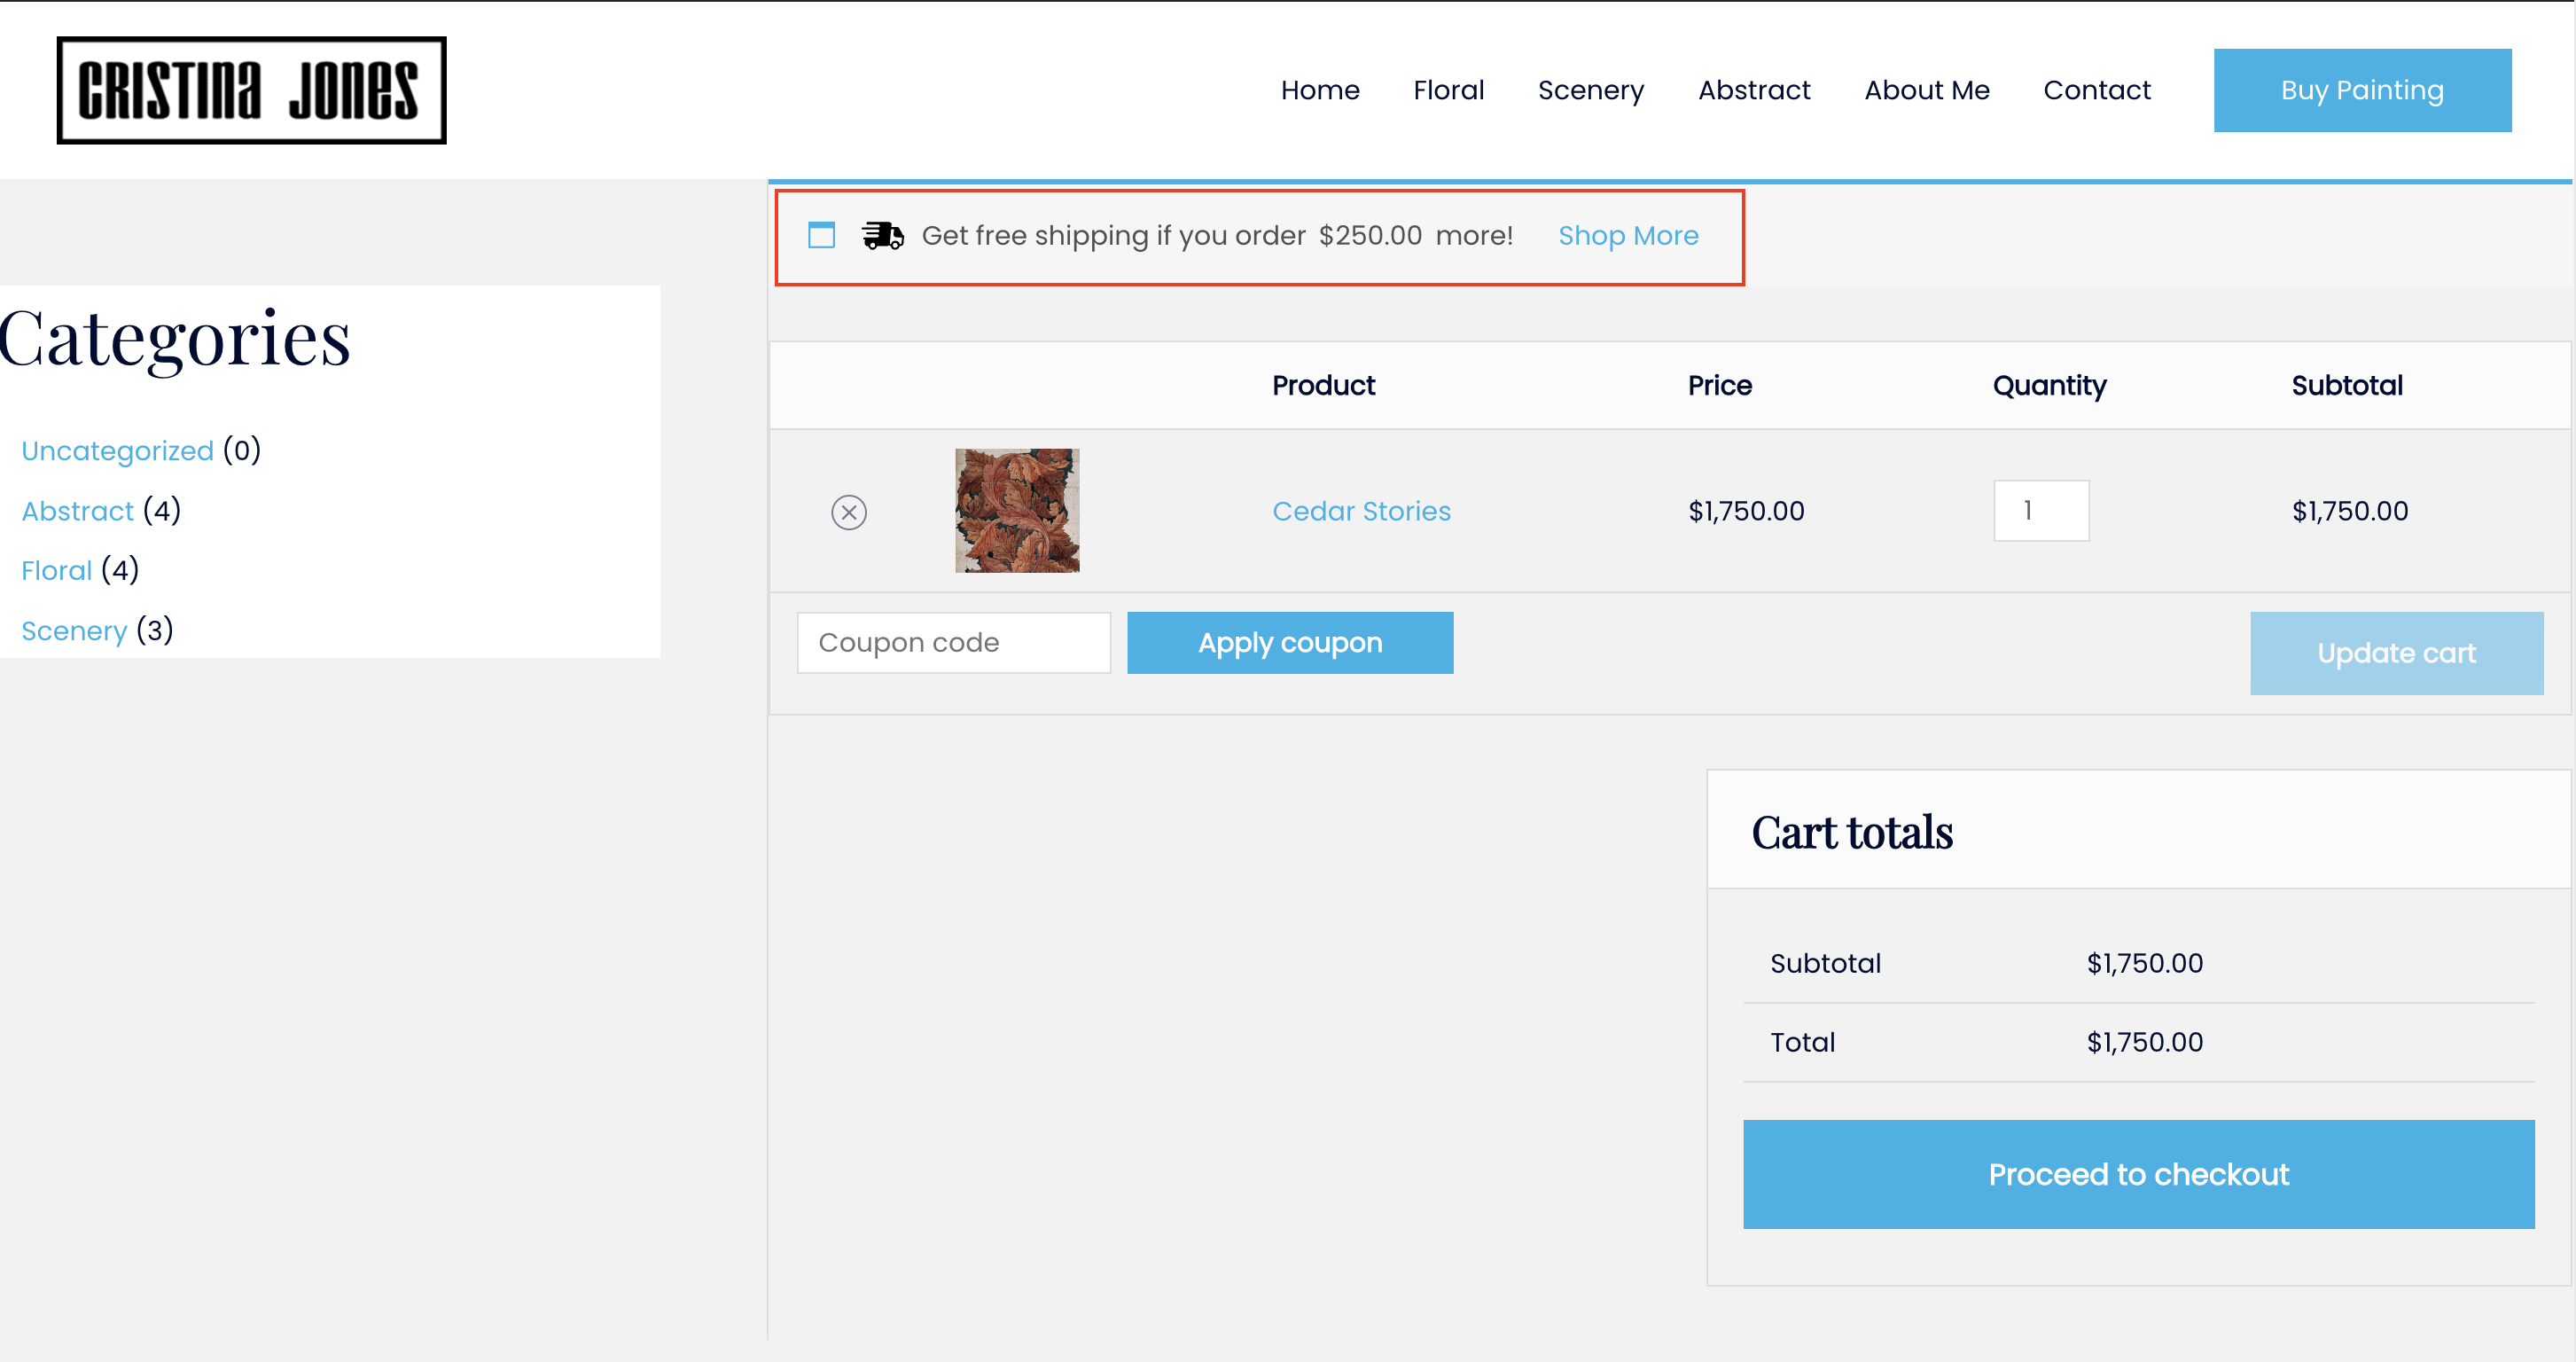 CRISTINA JONES
Home Floral Scenery Abstract About Me Contact Buy Painting
Get free shipping if you order $250.00 more! Shop More
Categories
Uncategorized (0)
Abstract (4)
Floral (4)
Scenery (3)
Product Price Quantity Subtotal
Cedar Stories $1,750.00 1 $1,750.00
Coupon code Apply coupon Update cart
Cart totals
Subtotal $1,750.00
Total $1,750.00
Proceed to checkout